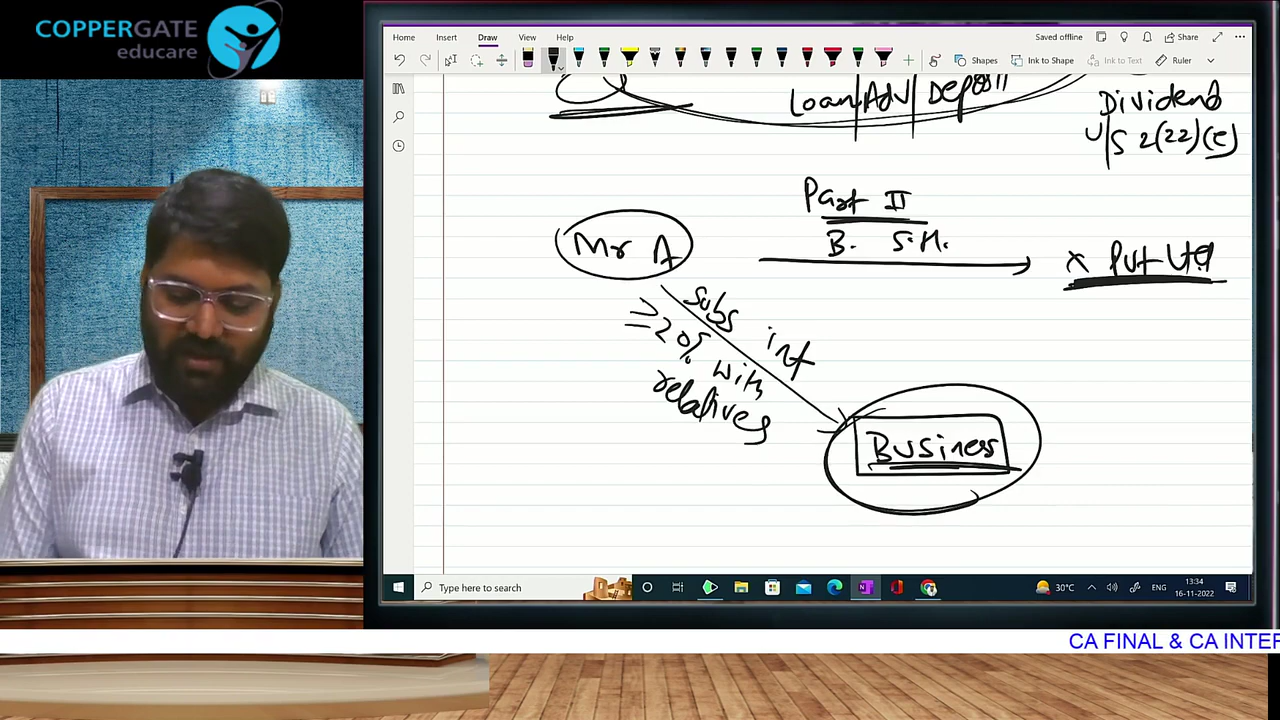 COPPERGATE
educare
Home Insert Draw View Help
Saved offline Share
Shapes Ink to Shape Ink to Text Ruler
Loan Adv Deposit
Dividend
U/S 2(22)(e)
Part II
B. S.H.
Mr A
x Pvt Ltd
Subs int
≥20% with
relatives
Business
Type here to search
30°C ENG 13:34
16-11-2022
CA FINAL & CA INTER